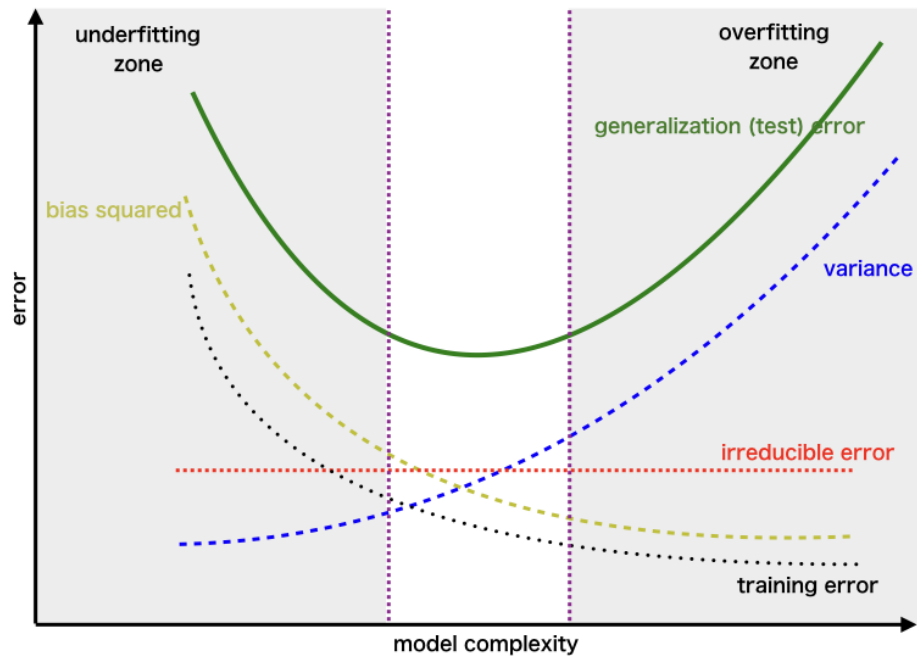 underfitting
zone
overfitting
zone
generalization (test) error
bias squared
variance
error
irreducible error
training error
model complexity